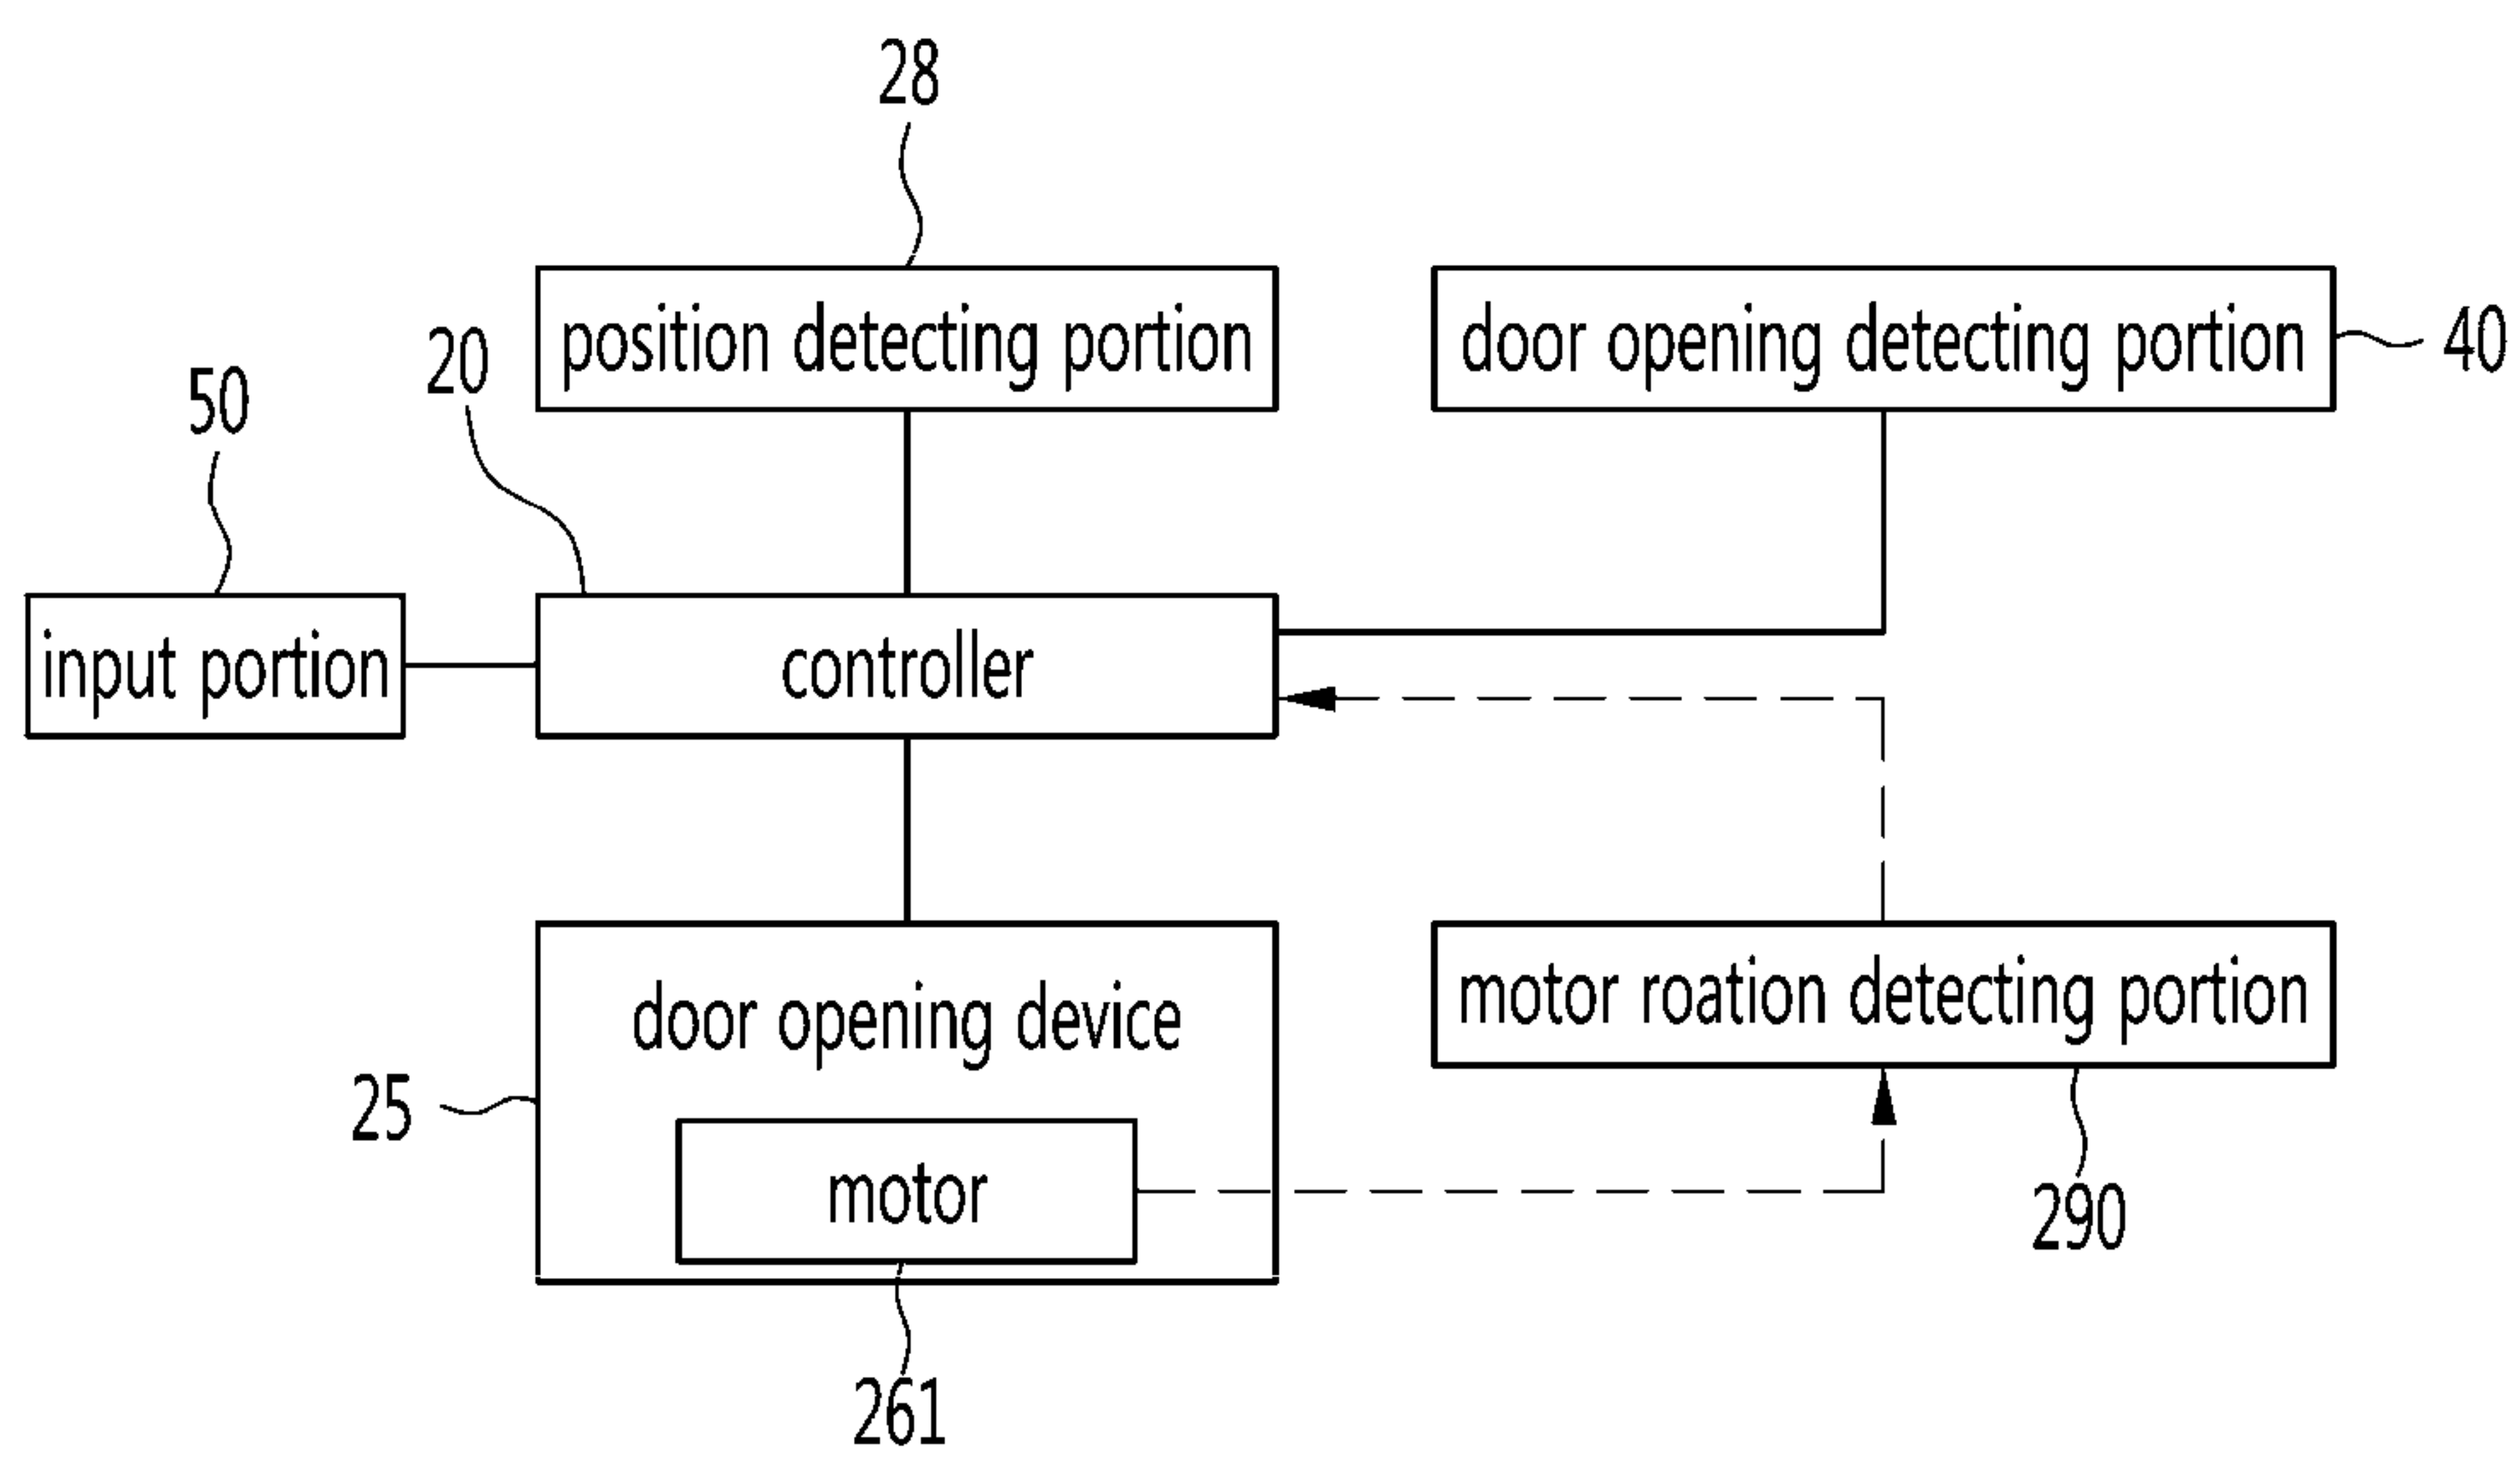 28
position detecting portion
door opening detecting portion
40
20
50
input portion
controller
door opening device
motor roation detecting portion
25
motor
290
261